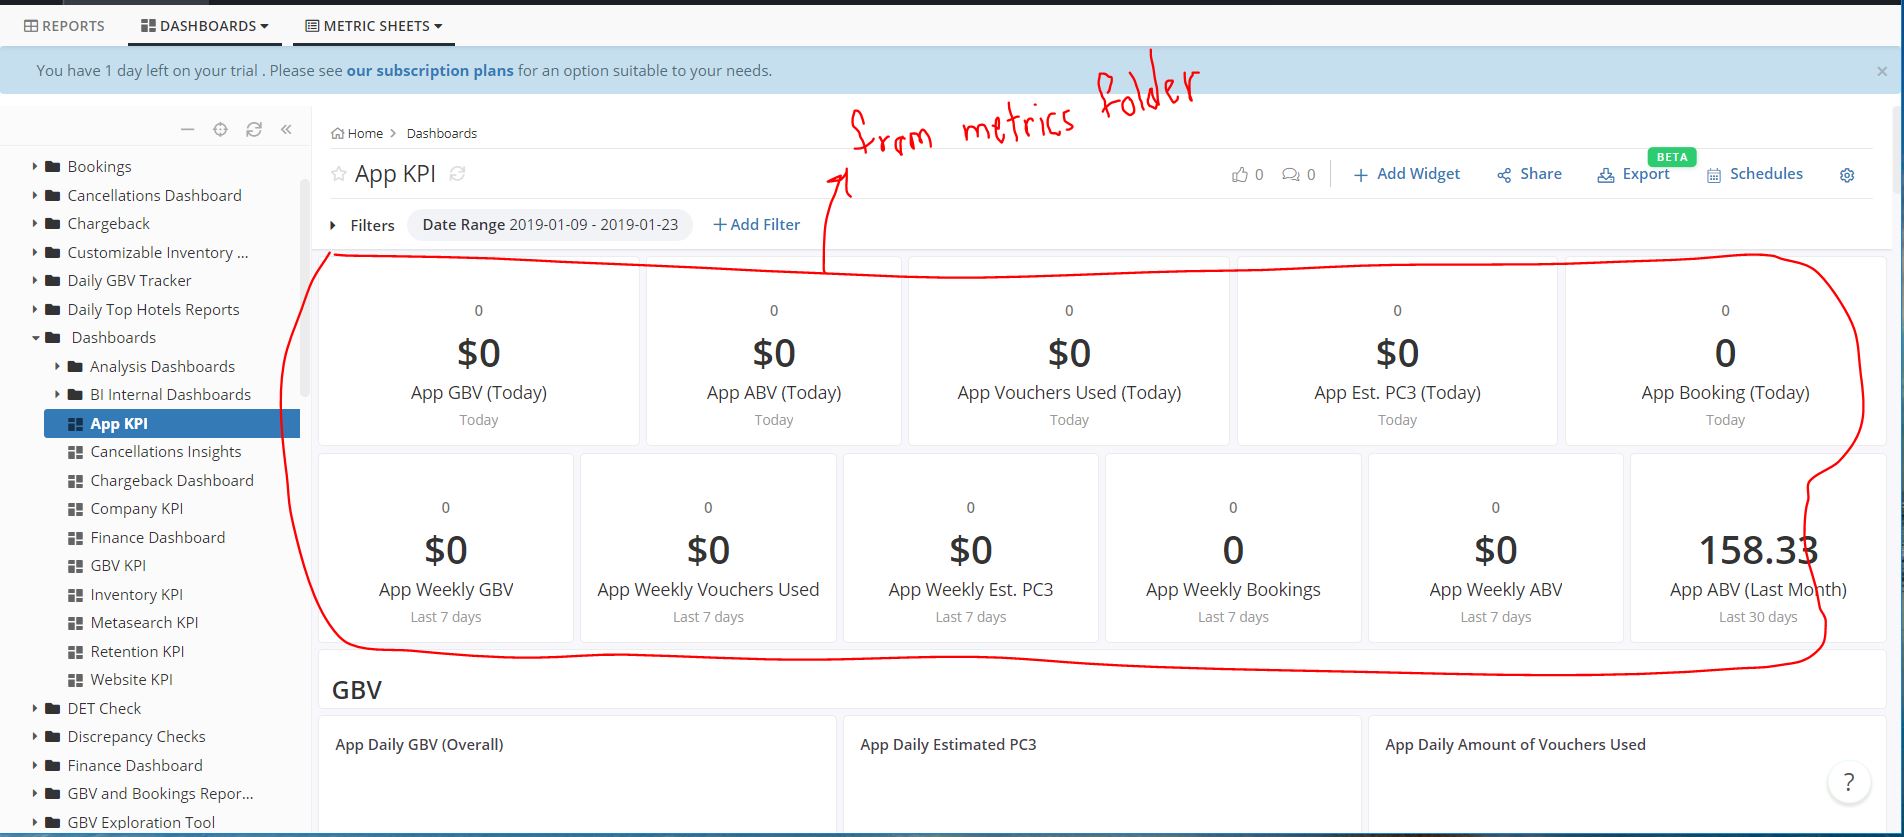 REPORTS DASHBOARDS METRIC SHEETS
You have 1 day left on your trial . Please see our subscription plans for an option suitable to your needs. ×
from metrics folder
Home > Dashboards
App KPI
0 0 Add Widget Share Export BETA Schedules
Filters Date Range 2019-01-09 - 2019-01-23 + Add Filter
Bookings
Cancellations Dashboard
Chargeback
Customizable Inventory ...
Daily GBV Tracker
Daily Top Hotels Reports
Dashboards
Analysis Dashboards
BI Internal Dashboards
App KPI
Cancellations Insights
Chargeback Dashboard
Company KPI
Finance Dashboard
GBV KPI
Inventory KPI
Metasearch KPI
Retention KPI
Website KPI
DET Check
Discrepancy Checks
Finance Dashboard
GBV and Bookings Repor...
GBV Exploration Tool
0 0 0 0 0
$0 $0 $0 $0 0
App GBV (Today) App ABV (Today) App Vouchers Used (Today) App Est. PC3 (Today) App Booking (Today)
Today Today Today Today Today
0 0 0 0 0
$0 $0 $0 0 $0 158.33
App Weekly GBV App Weekly Vouchers Used App Weekly Est. PC3 App Weekly Bookings App Weekly ABV App ABV (Last Month)
Last 7 days Last 7 days Last 7 days Last 7 days Last 7 days Last 30 days
GBV
App Daily GBV (Overall) App Daily Estimated PC3 App Daily Amount of Vouchers Used
?